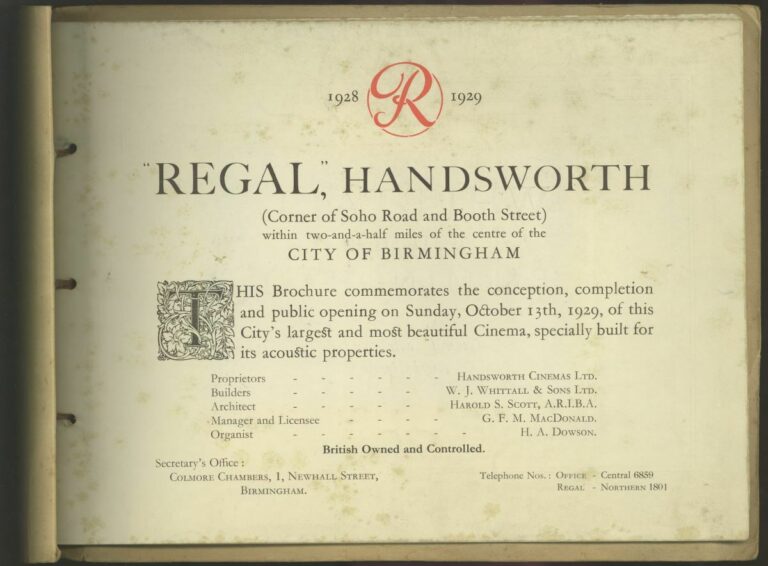 1928 R 1929
"REGAL," HANDSWORTH
(Corner of Soho Road and Booth Street)
within two-and-a-half miles of the centre of the
CITY OF BIRMINGHAM
THIS Brochure commemorates the conception, completion
and public opening on Sunday, October 13th, 1929, of this
City's largest and most beautiful Cinema, specially built for
its acoustic properties.
Proprietors - - - - - - HANDSWORTH CINEMAS LTD.
Builders - - - - - - W. J. WHITTALL & SONS LTD.
Architect - - - - - - HAROLD S. SCOTT, A.R.I.B.A.
Manager and Licensee - - - - - G. F. M. MACDONALD.
Organist - - - - - - - H. A. DOWSON.
British Owned and Controlled.
Secretary's Office :
COLMORE CHAMBERS, 1, NEWHALL STREET,
BIRMINGHAM.
Telephone Nos. : OFFICE - Central 6859
REGAL - NORTHERN 1801